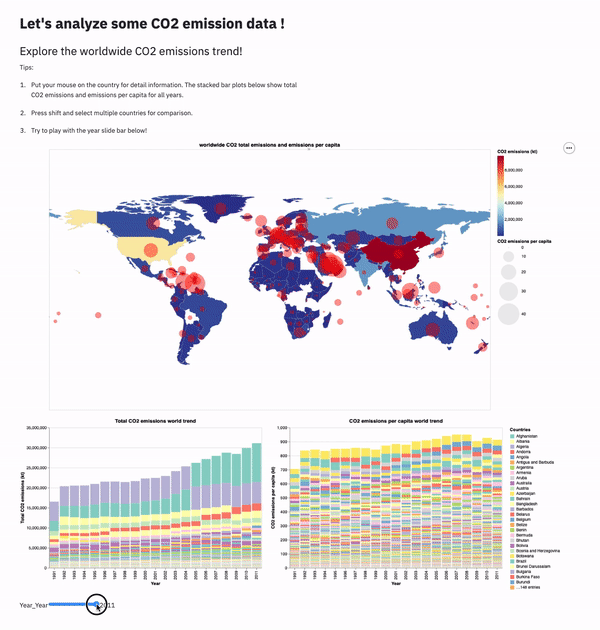 Let's analyze some CO2 emission data !
Explore the worldwide CO2 emissions trend!
Tips:
1. Put your mouse on the country for detail information. The stacked bar plots below show total
CO2 emissions and emissions per capita for all years.
2. Press shift and select multiple countries for comparison.
3. Try to play with the year slide bar below!
worldwide CO2 total emissions and emissions per capita
CO2 emissions (kt)
8,000,000
6,000,000
4,000,000
2,000,000
CO2 emissions per capita
0
10
20
30
40
Total CO2 emissions world trend
Total CO2 emissions (kt)
35,000,000
30,000,000
25,000,000
20,000,000
15,000,000
10,000,000
5,000,000
0
1991 1992 1993 1994 1995 1996 1997 1998 1999 2000 2001 2002 2003 2004 2005 2006 2007 2008 2009 2010 2011
Year
CO2 emissions per capita world trend
CO2 emissions per capita (kt)
1,000
900
800
700
600
500
400
300
200
100
0
1991 1992 1993 1994 1995 1996 1997 1998 1999 2000 2001 2002 2003 2004 2005 2006 2007 2008 2009 2010 2011
Year
Countries
Afghanistan
Albania
Algeria
Andorra
Angola
Antigua and Barbuda
Argentina
Armenia
Aruba
Australia
Austria
Azerbaijan
Bahrain
Bangladesh
Barbados
Belarus
Belgium
Belize
Benin
Bermuda
Bhutan
Bolivia
Bosnia and Herzegovina
Botswana
Brazil
Brunei Darussalam
Bulgaria
Burkina Faso
Burundi
Year_Year
2011